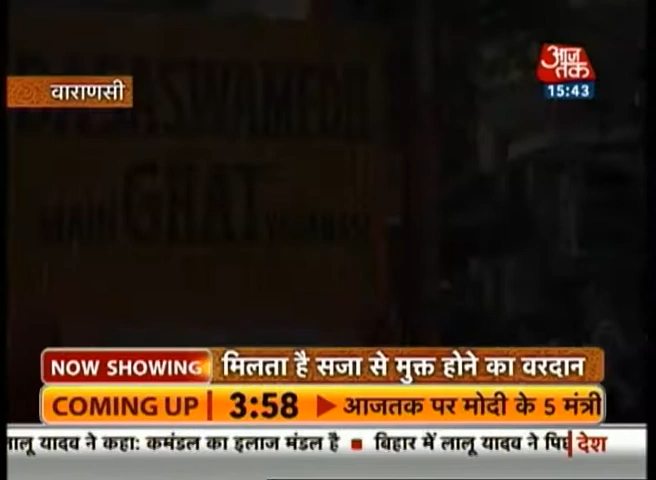 आज
तक
15:43
वाराणसी
GHAT
NOW SHOWING मिलता है सजा से मुक्त होने का वरदान
COMING UP 3:58 आजतक पर मोदी के 5 मंत्री
यादव ने कहा: कमंडल का इलाज मंडल है ■ बिहार में लालू यादव ने देश